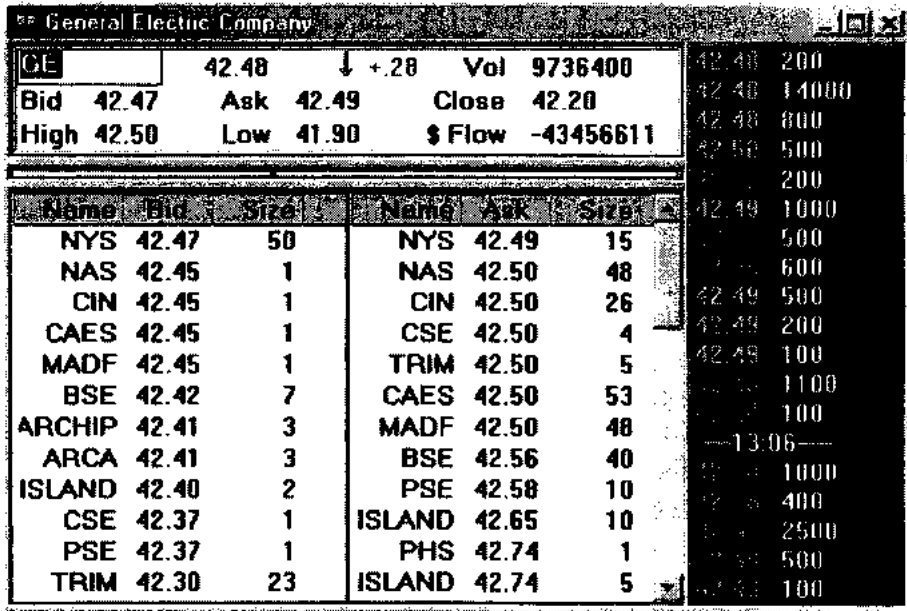 General Electric Company
GE 42.48 ↓ +.28 Vol 9736400
Bid 42.47 Ask 42.49 Close 42.20
High 42.50 Low 41.90 $ Flow -43456611
Name Bid Size Name Ask Size
NYS 42.47 50 NYS 42.49 15
NAS 42.45 1 NAS 42.50 48
CIN 42.45 1 CIN 42.50 26
CAES 42.45 1 CSE 42.50 4
MADF 42.45 1 TRIM 42.50 5
BSE 42.42 7 CAES 42.50 53
ARCHIP 42.41 3 MADF 42.50 48
ARCA 42.41 3 BSE 42.56 40
ISLAND 42.40 2 PSE 42.58 10
CSE 42.37 1 ISLAND 42.65 10
PSE 42.37 1 PHS 42.74 1
TRIM 42.30 23 ISLAND 42.74 5
42.48 200
42.48 14000
42.48 800
42.50 500
200
42.49 1000
500
600
42.49 500
42.49 200
42.49 100
1100
100
-----13:06-----
1000
400
2500
500
100